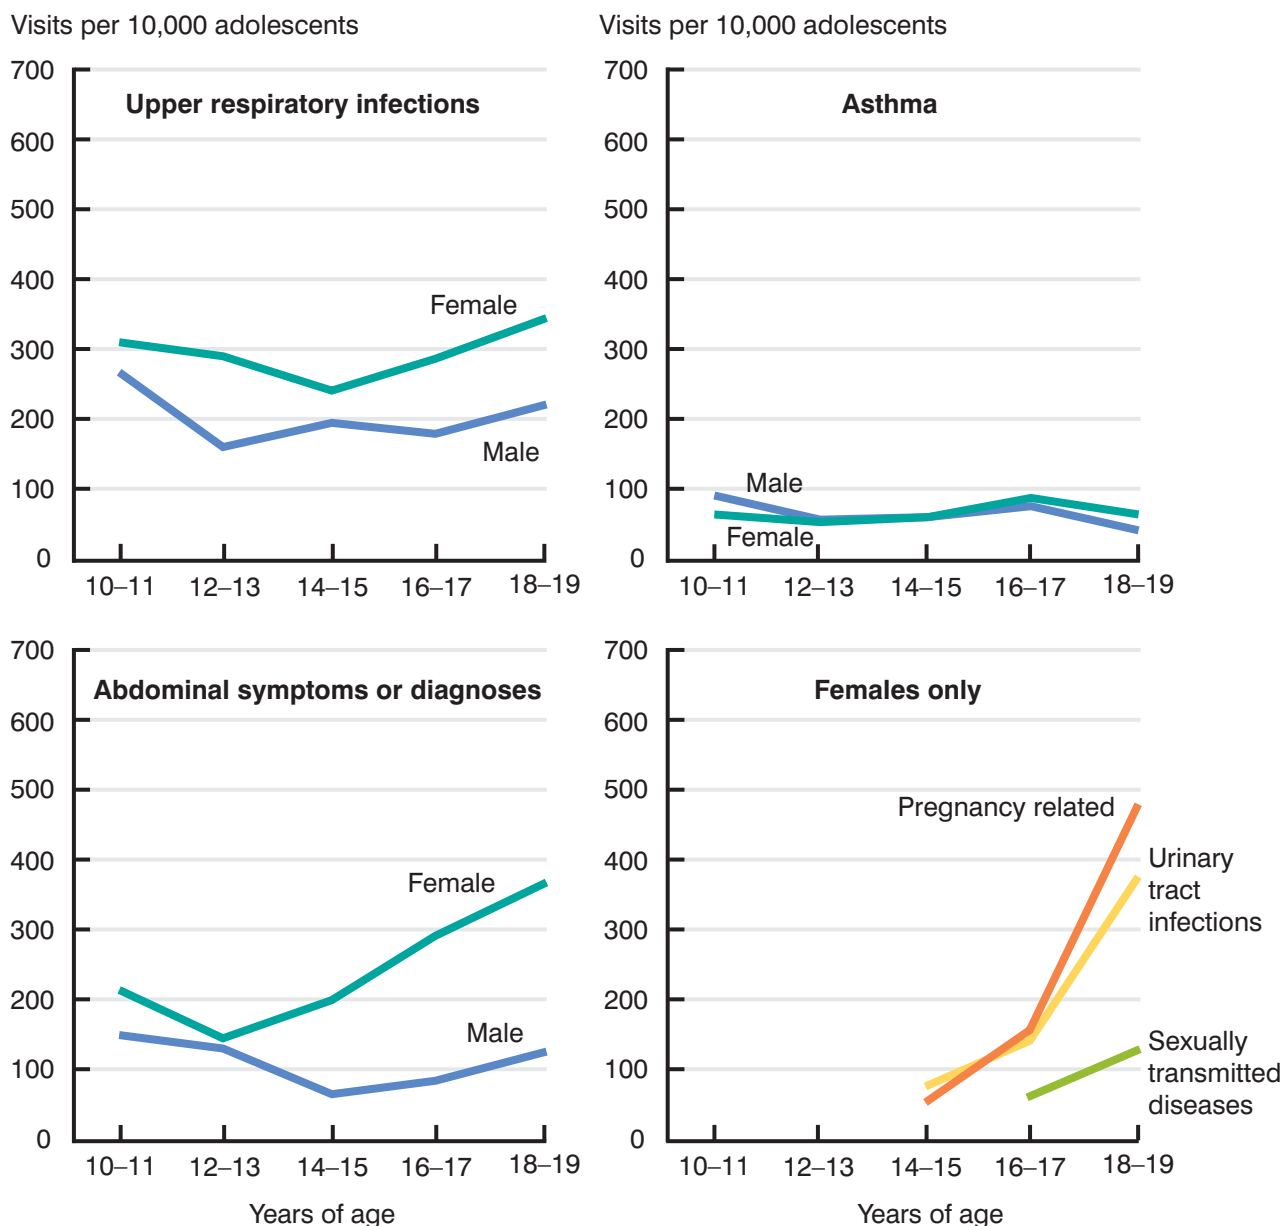 Visits per 10,000 adolescents
Upper respiratory infections
700
600
500
400
300
200
100
0
Female
Male
10–11
12–13
14–15
16–17
18–19
Visits per 10,000 adolescents
Asthma
700
600
500
400
300
200
100
0
Male
Female
10–11
12–13
14–15
16–17
18–19
Abdominal symptoms or diagnoses
700
600
500
400
300
200
100
0
Female
Male
10–11
12–13
14–15
16–17
18–19
Years of age
Females only
700
600
500
400
300
200
100
0
Pregnancy related
Urinary
tract
infections
Sexually
transmitted
diseases
10–11
12–13
14–15
16–17
18–19
Years of age